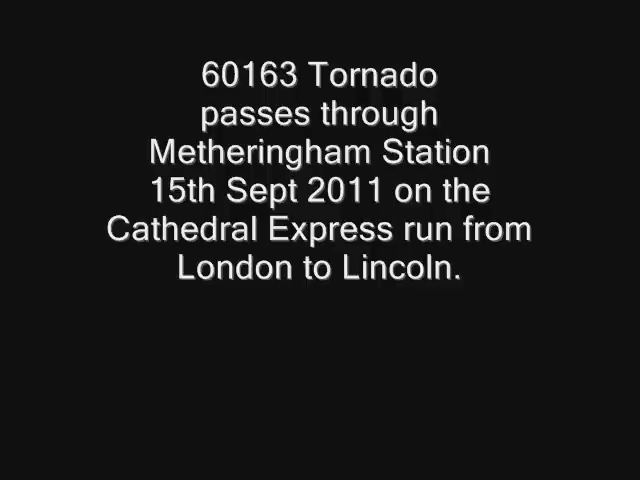 60163 Tornado
passes through
Metheringham Station
15th Sept 2011 on the
Cathedral Express run from
London to Lincoln.